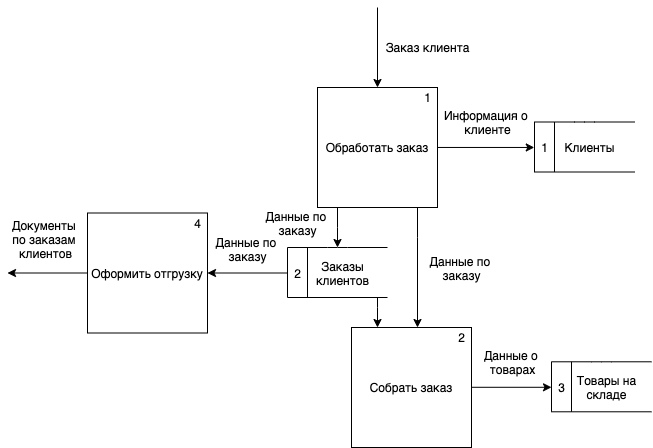 Заказ клиента
1
Обработать заказ
Информация о
клиенте
1
Клиенты
Данные по
заказу
4
Оформить отгрузку
Документы
по заказам
клиентов
Данные по
заказу
2
Заказы
клиентов
Данные по
заказу
2
Собрать заказ
Данные о
товарах
3
Товары на
складе